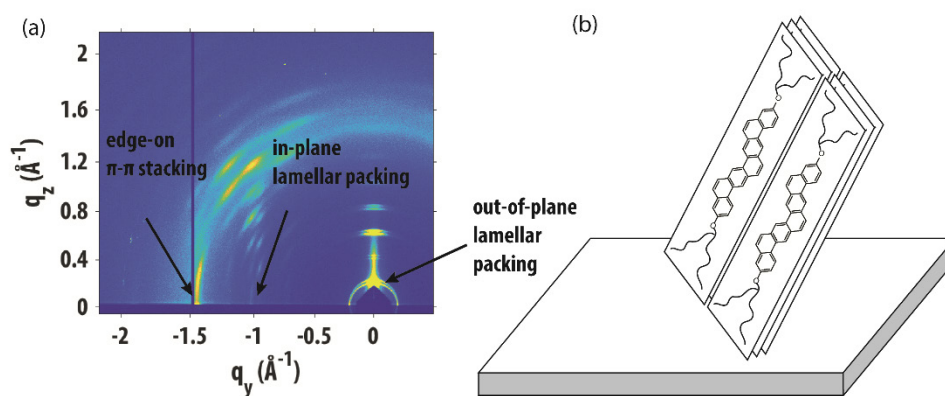 (a)
2
1.6
1.2
0.8
0.4
0
q_z (Å⁻¹)
edge-on
π-π stacking
in-plane
lamellar packing
out-of-plane
lamellar
packing
-2 -1.5 -1 -0.5 0
q_y (Å⁻¹)
(b)